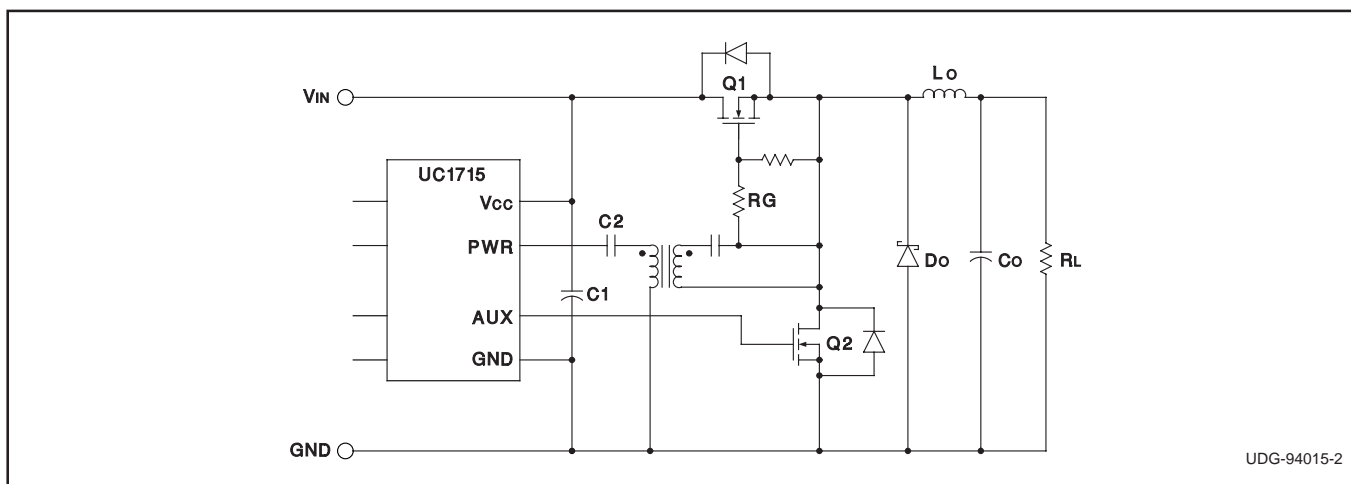 Q1
LO
VIN
UC1715
VCC
RG
C2
PWR
DO
CO
RL
C1
AUX
Q2
GND
GND
UDG-94015-2